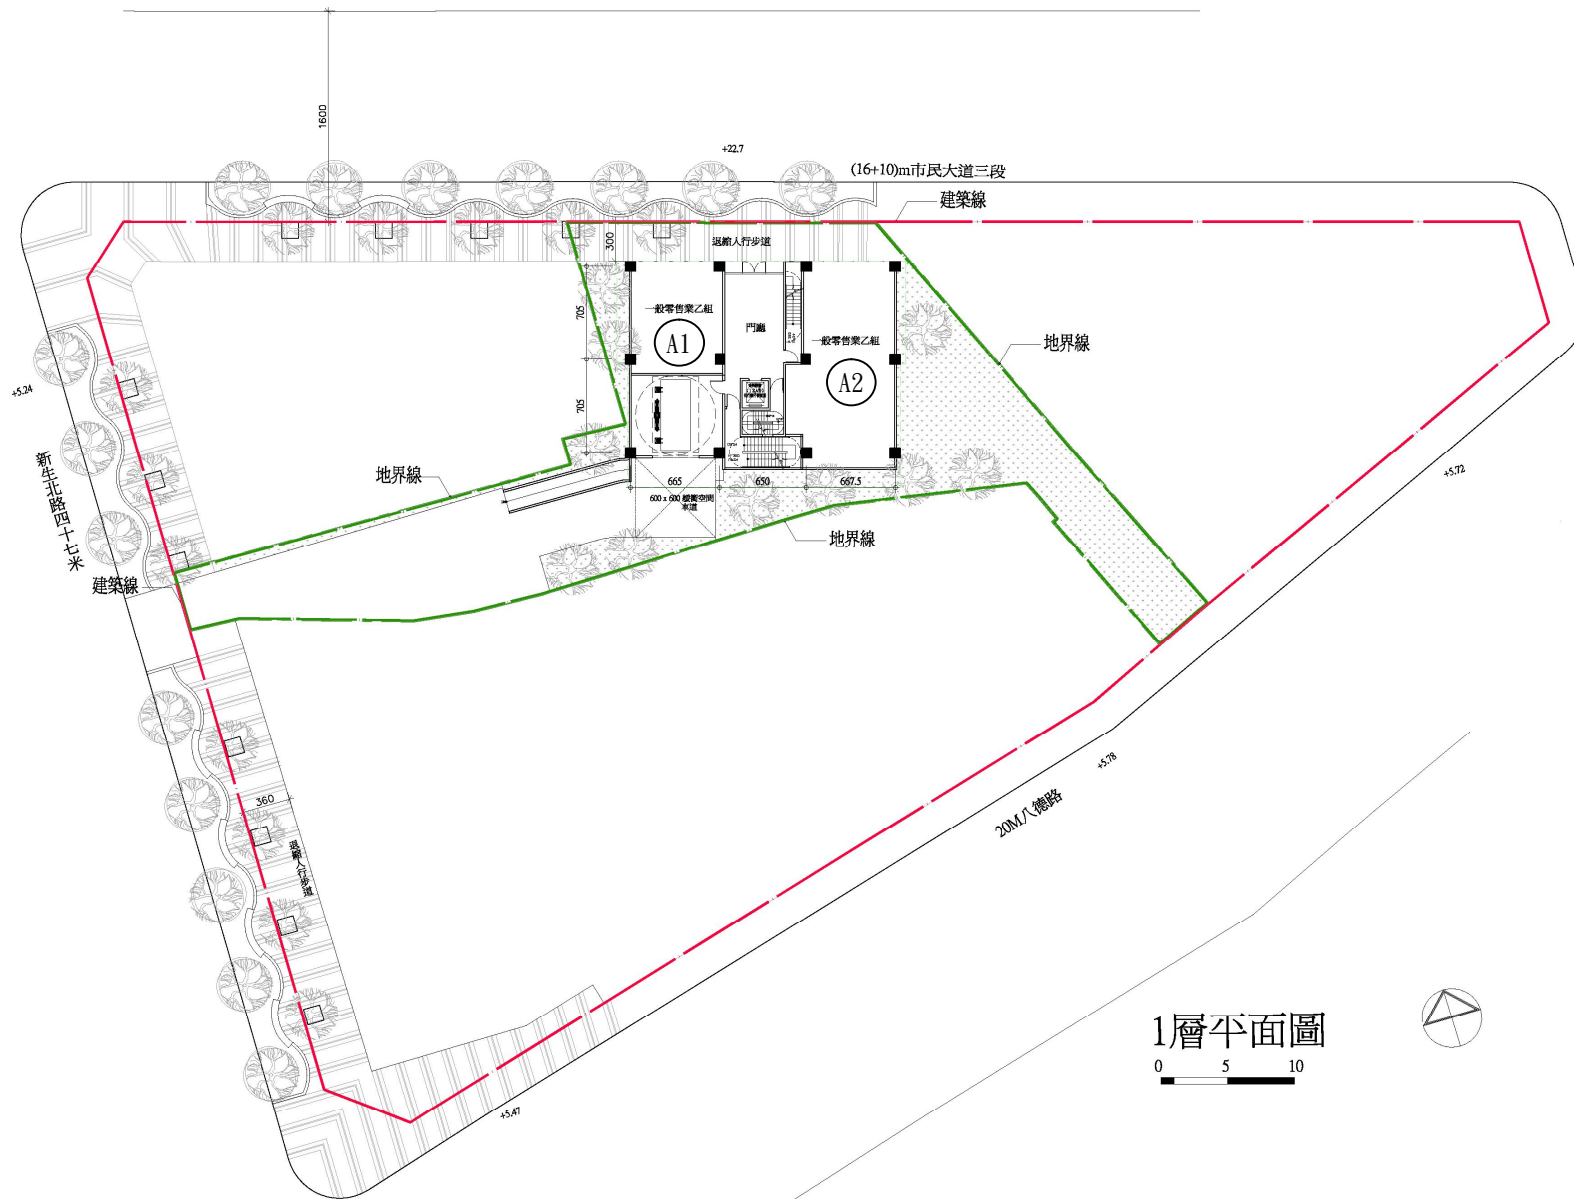 1600
+22.7
(16+10)m市民大道三段
建築線
300
退縮人行步道
705
一般零售業乙組
A1
門廳
一般零售業乙組
A2
地界線
+5.24
705
新生北路四十七米
地界線
665
650
667.5
600 x 600 緩衝空間
車道
+5.72
地界線
建築線
+5.78
360
20M八德路
退縮人行步道
1層平面圖
0 5 10
+5.47